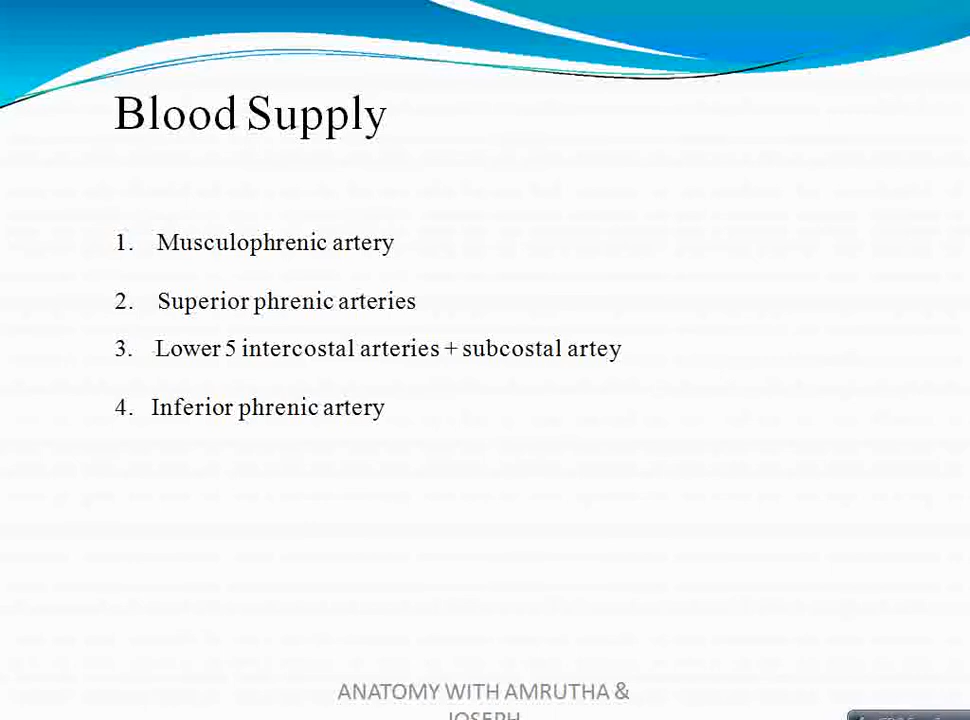 Blood Supply
1. Musculophrenic artery
2. Superior phrenic arteries
3. Lower 5 intercostal arteries + subcostal artey
4. Inferior phrenic artery
ANATOMY WITH AMRUTHA &
JOSEPH